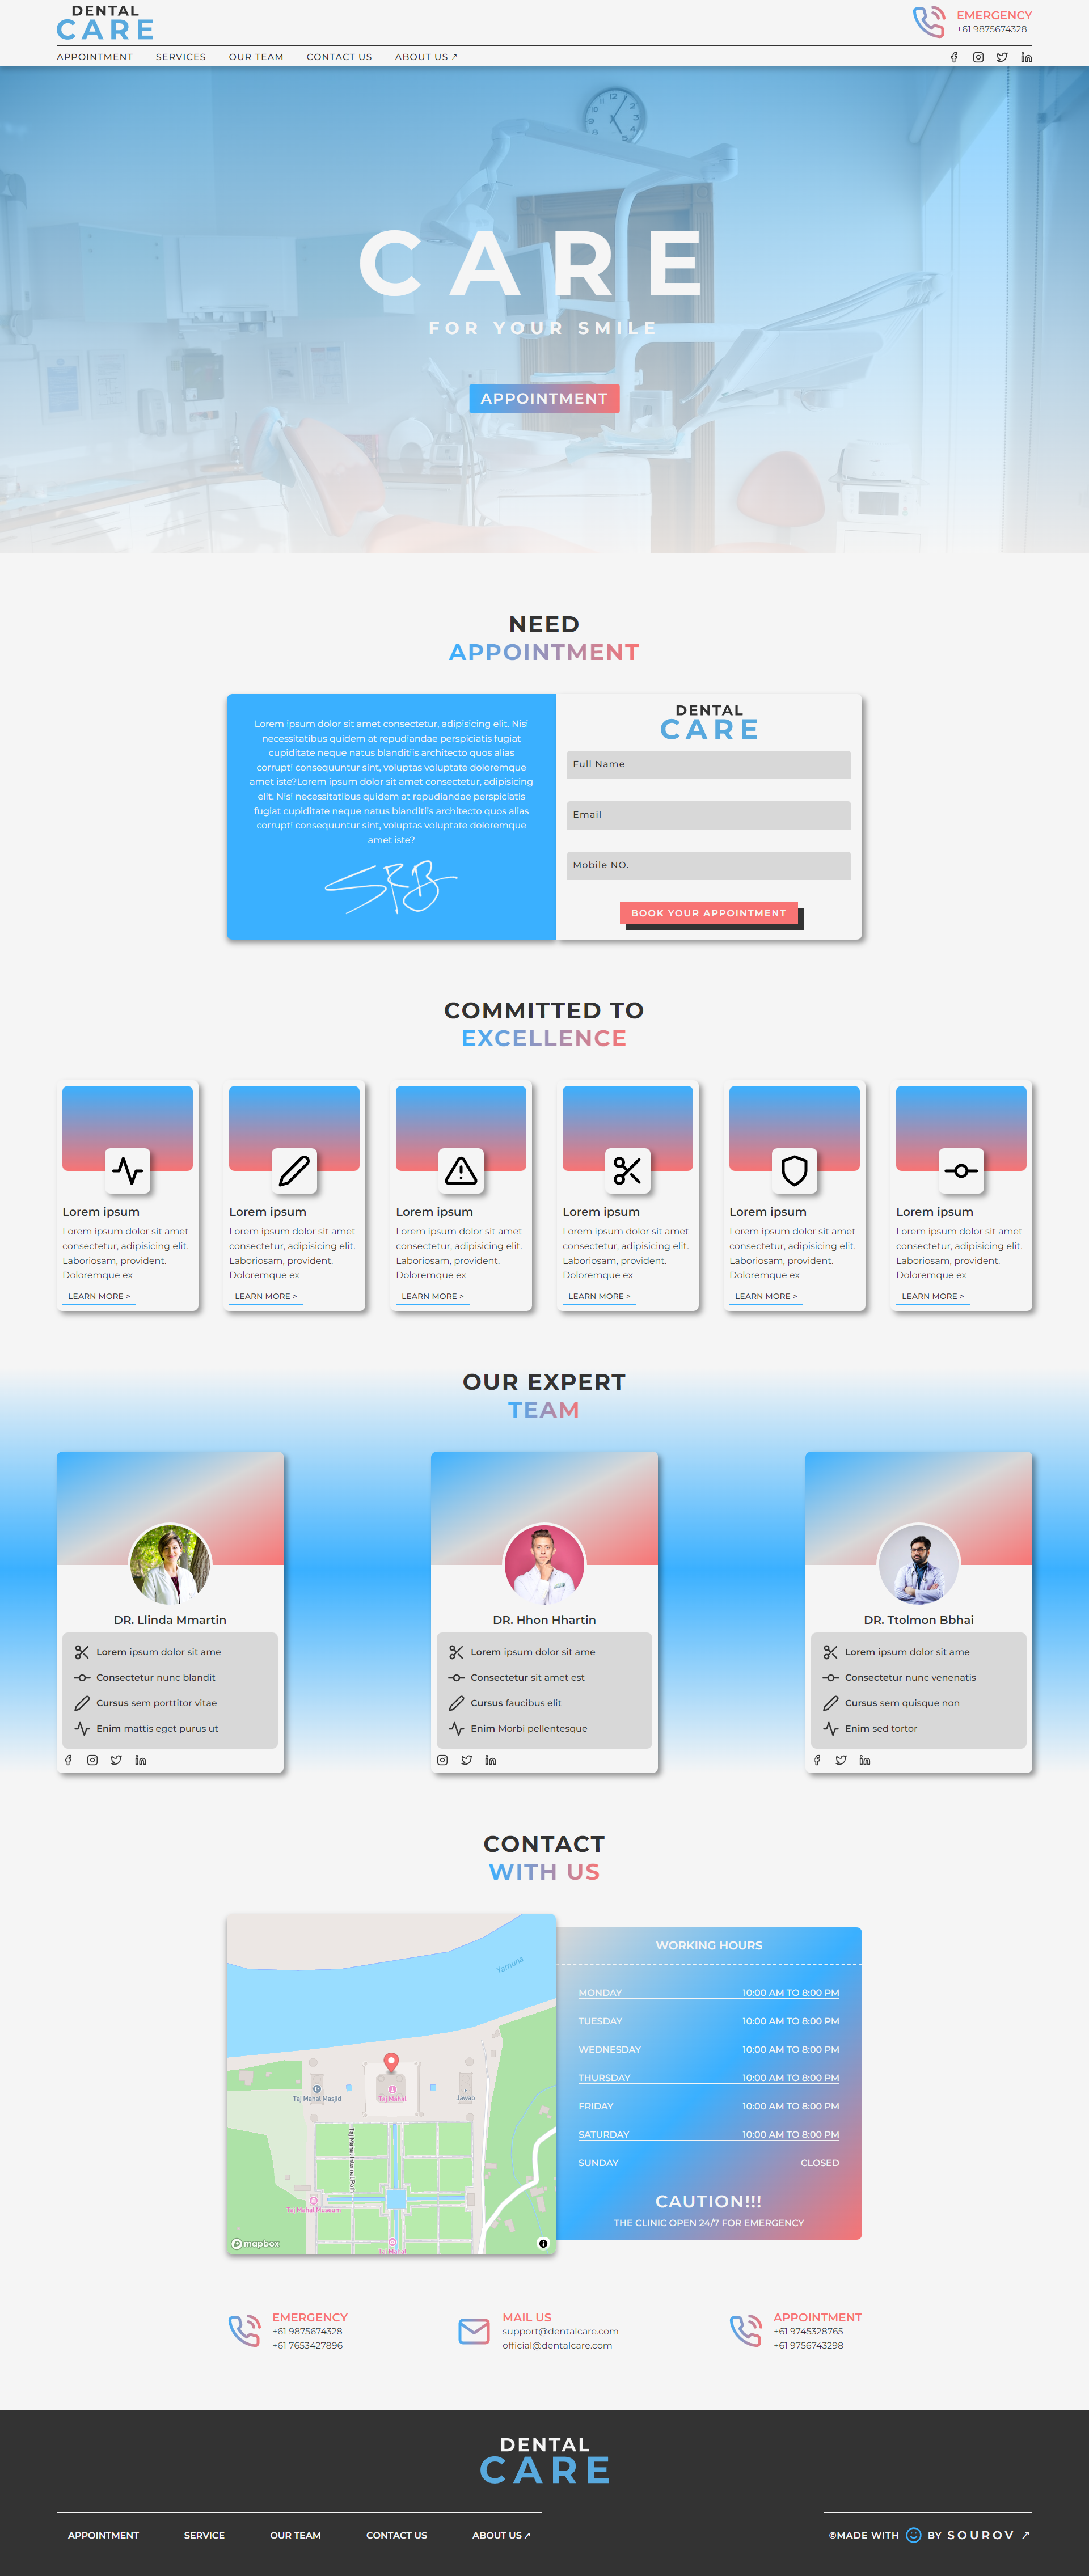 DENTAL
CARE
EMERGENCY
+61 9875674328
APPOINTMENT SERVICES OUR TEAM CONTACT US ABOUT US ↗
CARE
FOR YOUR SMILE
APPOINTMENT
NEED
APPOINTMENT
Lorem ipsum dolor sit amet consectetur, adipisicing elit. Nisi
necessitatibus quidem at repudiandae perspiciatis fugiat
cupiditate neque natus blanditiis architecto quos alias
corrupti consequuntur sint, voluptas voluptate doloremque
amet iste?Lorem ipsum dolor sit amet consectetur, adipisicing
elit. Nisi necessitatibus quidem at repudiandae perspiciatis
fugiat cupiditate neque natus blanditiis architecto quos alias
corrupti consequuntur sint, voluptas voluptate doloremque
amet iste?
SRB
DENTAL
CARE
Full Name
Email
Mobile NO.
BOOK YOUR APPOINTMENT
COMMITTED TO
EXCELLENCE
Lorem ipsum
Lorem ipsum dolor sit amet
consectetur, adipisicing elit.
Laboriosam, provident.
Doloremque ex
LEARN MORE >
Lorem ipsum
Lorem ipsum dolor sit amet
consectetur, adipisicing elit.
Laboriosam, provident.
Doloremque ex
LEARN MORE >
Lorem ipsum
Lorem ipsum dolor sit amet
consectetur, adipisicing elit.
Laboriosam, provident.
Doloremque ex
LEARN MORE >
Lorem ipsum
Lorem ipsum dolor sit amet
consectetur, adipisicing elit.
Laboriosam, provident.
Doloremque ex
LEARN MORE >
Lorem ipsum
Lorem ipsum dolor sit amet
consectetur, adipisicing elit.
Laboriosam, provident.
Doloremque ex
LEARN MORE >
Lorem ipsum
Lorem ipsum dolor sit amet
consectetur, adipisicing elit.
Laboriosam, provident.
Doloremque ex
LEARN MORE >
OUR EXPERT
TEAM
DR. Llinda Mmartin
Lorem ipsum dolor sit ame
Consectetur nunc blandit
Cursus sem porttitor vitae
Enim mattis eget purus ut
DR. Hhon Hhartin
Lorem ipsum dolor sit ame
Consectetur sit amet est
Cursus faucibus elit
Enim Morbi pellentesque
DR. Ttolmon Bbhai
Lorem ipsum dolor sit ame
Consectetur nunc venenatis
Cursus sem quisque non
Enim sed tortor
CONTACT
WITH US
Yamuna
Taj Mahal Masjid
Taj Mahal
Jawab
Taj Mahal Internal Path
Taj Mahal Museum
Taj Mahal
mapbox
WORKING HOURS
MONDAY 10:00 AM TO 8:00 PM
TUESDAY 10:00 AM TO 8:00 PM
WEDNESDAY 10:00 AM TO 8:00 PM
THURSDAY 10:00 AM TO 8:00 PM
FRIDAY 10:00 AM TO 8:00 PM
SATURDAY 10:00 AM TO 8:00 PM
SUNDAY CLOSED
CAUTION!!!
THE CLINIC OPEN 24/7 FOR EMERGENCY
EMERGENCY
+61 9875674328
+61 7653427896
MAIL US
support@dentalcare.com
official@dentalcare.com
APPOINTMENT
+61 9745328765
+61 9756743298
DENTAL
CARE
APPOINTMENT SERVICE OUR TEAM CONTACT US ABOUT US ↗
©MADE WITH BY SOUROV ↗